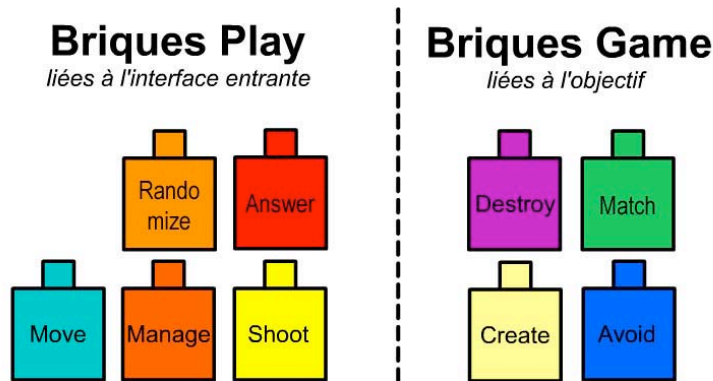 Briques Play
liées à l'interface entrante
Rando
mize
Answer
Move
Manage
Shoot
Briques Game
liées à l'objectif
Destroy
Match
Create
Avoid